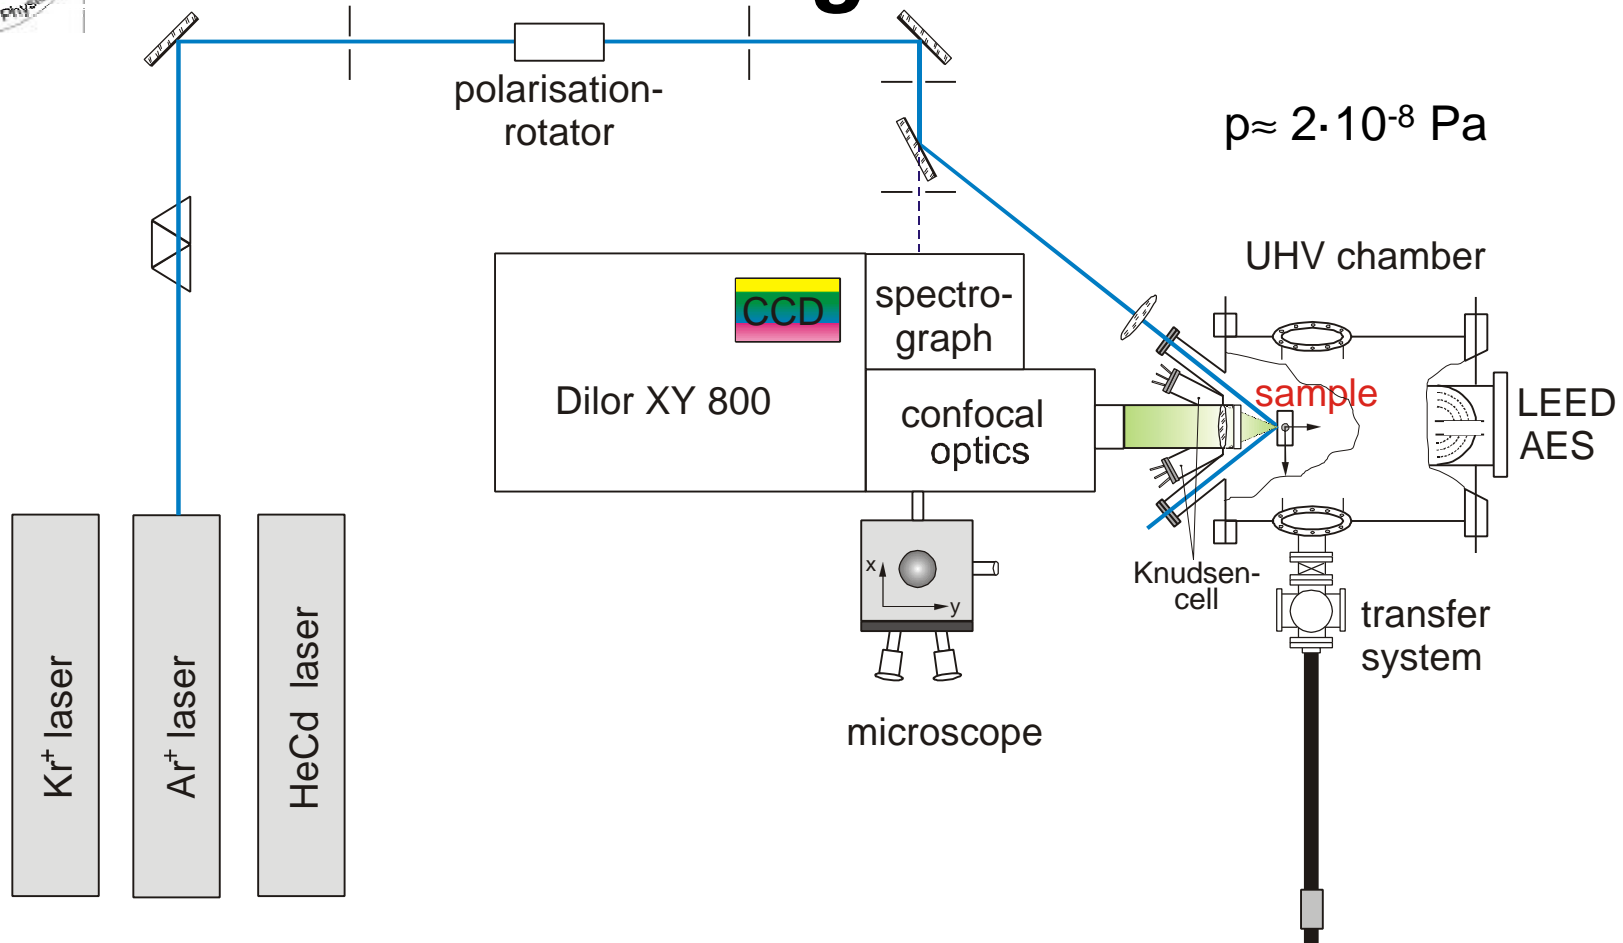 polarisation-
rotator
p≈ 2·10⁻⁸ Pa
UHV chamber
CCD
spectro-
graph
Dilor XY 800
confocal
optics
sample
LEED
AES
Knudsen-
cell
x
y
transfer
system
microscope
Kr⁺ laser
Ar⁺ laser
HeCd laser